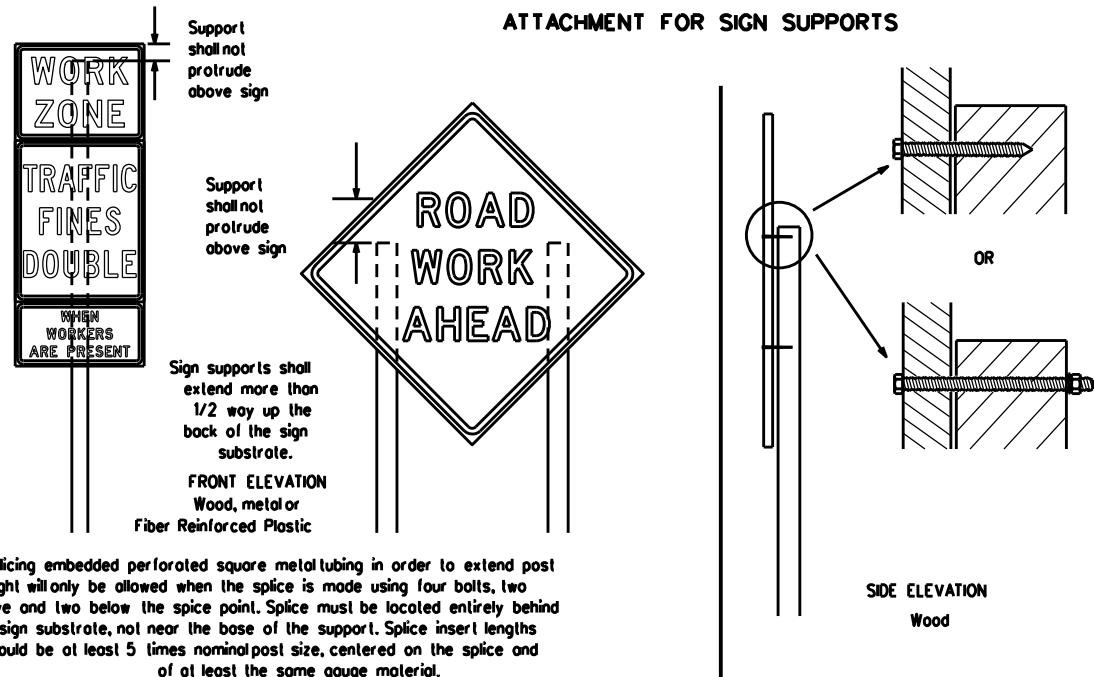 ATTACHMENT FOR SIGN SUPPORTS
Support
shall not
protrude
above sign
WORK
ZONE
TRAFFIC
FINES
DOUBLE
WHEN
WORKERS
ARE PRESENT
Support
shall not
protrude
above sign
ROAD
WORK
AHEAD
Sign supports shall
extend more than
1/2 way up the
back of the sign
substrate.
FRONT ELEVATION
Wood, metal or
Fiber Reinforced Plastic
OR
SIDE ELEVATION
Wood
licing embedded perforated square metal tubing in order to extend post
ght will only be allowed when the splice is made using four bolts, two
ve and two below the spice point. Splice must be located entirely behind
sign substrate, not near the base of the support. Splice insert lengths
ould be at least 5 times nominal post size, centered on the splice and
of at least the same gauge material.